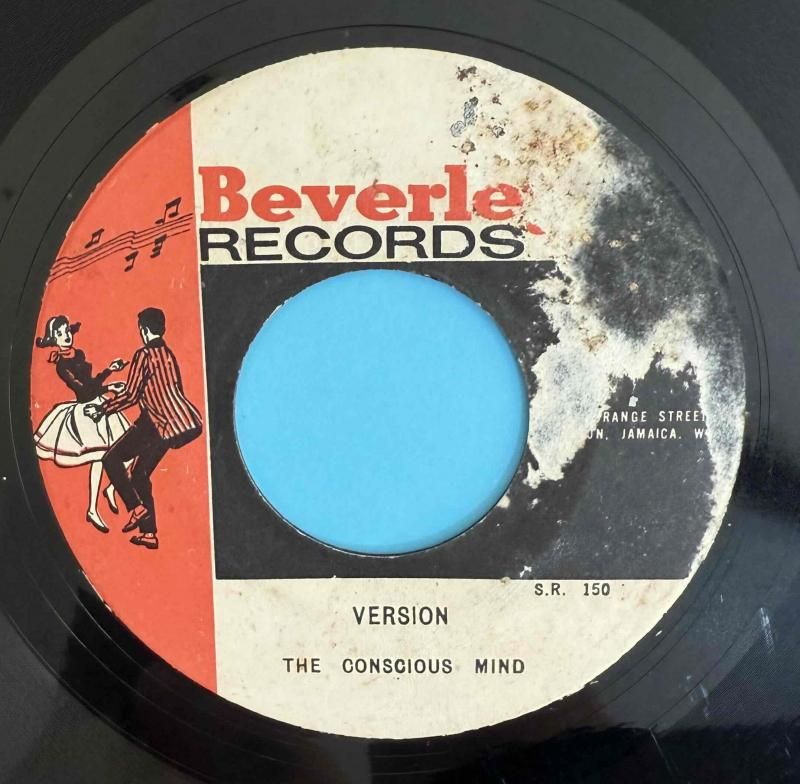 Beverle
RECORDS
RANGE STREET
N, JAMAICA. W
S.R. 150
VERSION
THE CONSCIOUS MIND